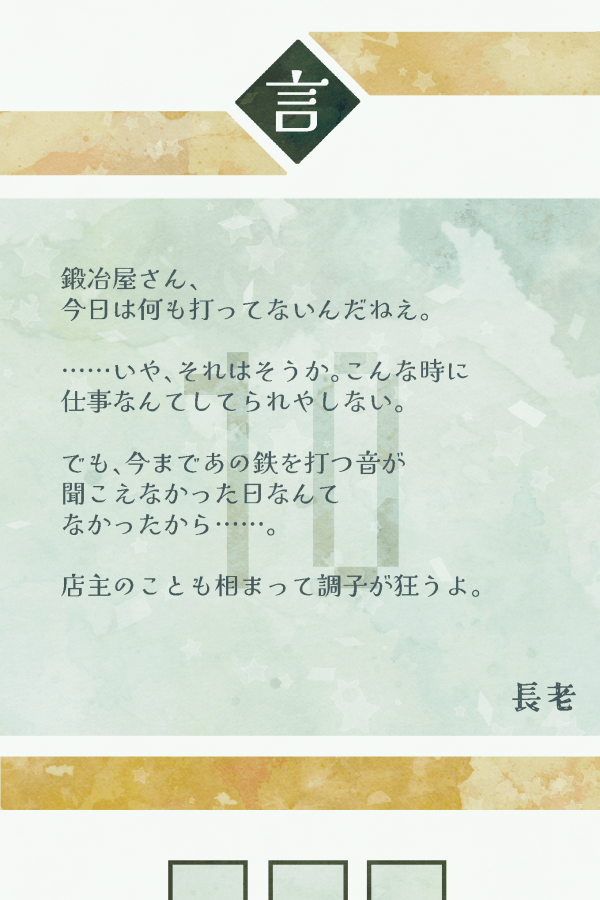 言
鍛冶屋さん、
今日は何も打ってないんだねえ。
……いや、それはそうか。こんな時に
仕事なんてしてられやしない。
でも、今まであの鉄を打つ音が
聞こえなかった日なんて
なかったから……。
店主のことも相まって調子が狂うよ。
10
長老